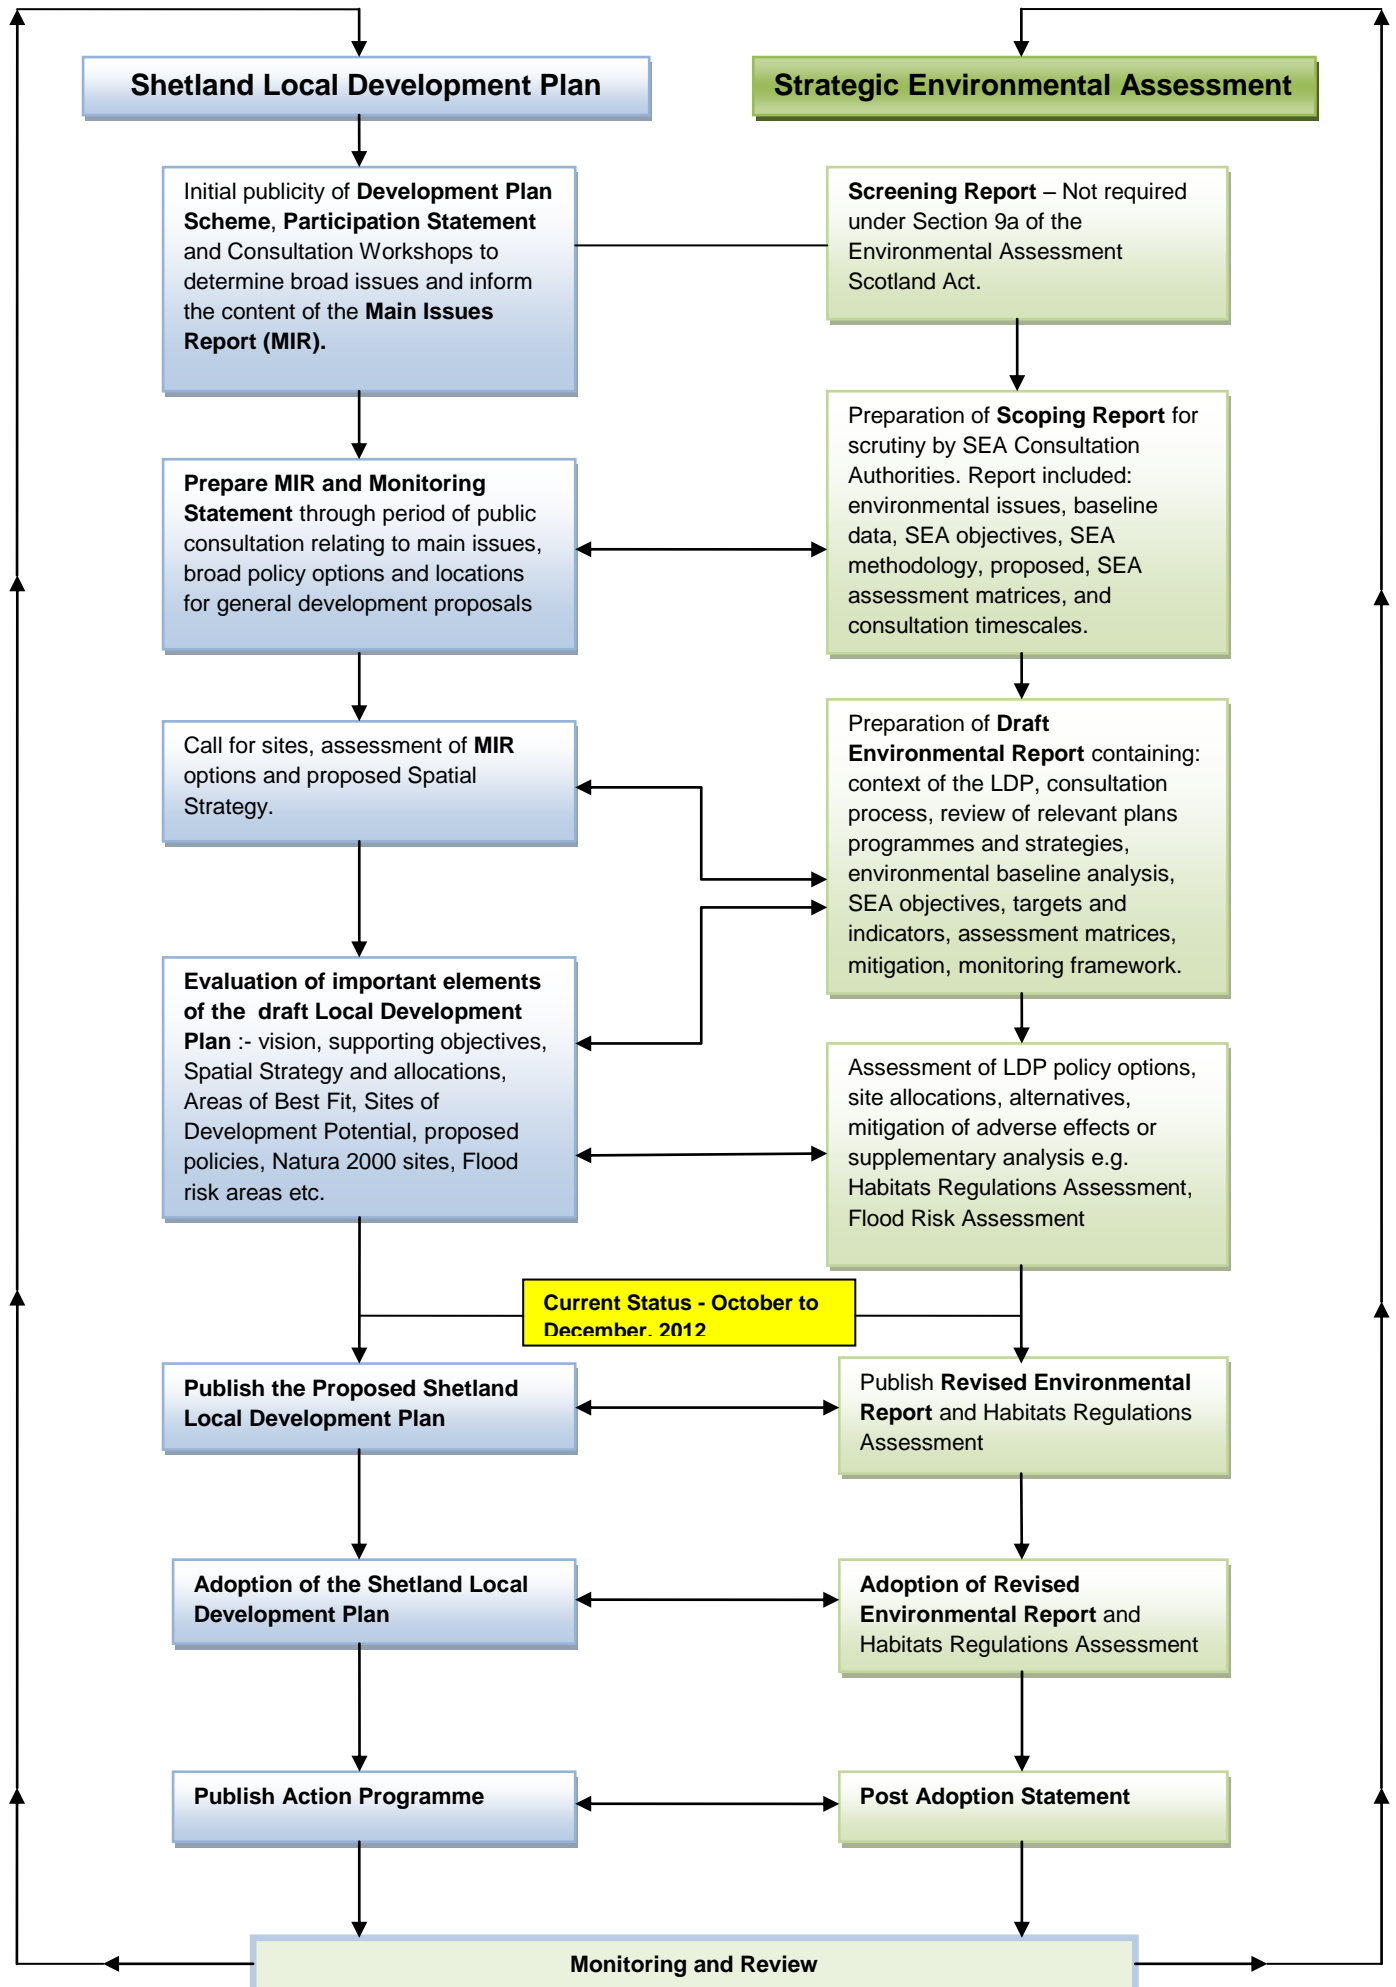 Shetland Local Development Plan
Strategic Environmental Assessment
Initial publicity of Development Plan
Scheme, Participation Statement
and Consultation Workshops to
determine broad issues and inform
the content of the Main Issues
Report (MIR).
Screening Report – Not required
under Section 9a of the
Environmental Assessment
Scotland Act.
Prepare MIR and Monitoring
Statement through period of public
consultation relating to main issues,
broad policy options and locations
for general development proposals
Preparation of Scoping Report for
scrutiny by SEA Consultation
Authorities. Report included:
environmental issues, baseline
data, SEA objectives, SEA
methodology, proposed, SEA
assessment matrices, and
consultation timescales.
Call for sites, assessment of MIR
options and proposed Spatial
Strategy.
Preparation of Draft
Environmental Report containing:
context of the LDP, consultation
process, review of relevant plans
programmes and strategies,
environmental baseline analysis,
SEA objectives, targets and
indicators, assessment matrices,
mitigation, monitoring framework.
Evaluation of important elements
of the draft Local Development
Plan :- vision, supporting objectives,
Spatial Strategy and allocations,
Areas of Best Fit, Sites of
Development Potential, proposed
policies, Natura 2000 sites, Flood
risk areas etc.
Assessment of LDP policy options,
site allocations, alternatives,
mitigation of adverse effects or
supplementary analysis e.g.
Habitats Regulations Assessment,
Flood Risk Assessment
Current Status - October to
December, 2012
Publish the Proposed Shetland
Local Development Plan
Publish Revised Environmental
Report and Habitats Regulations
Assessment
Adoption of the Shetland Local
Development Plan
Adoption of Revised
Environmental Report and
Habitats Regulations Assessment
Publish Action Programme
Post Adoption Statement
Monitoring and Review